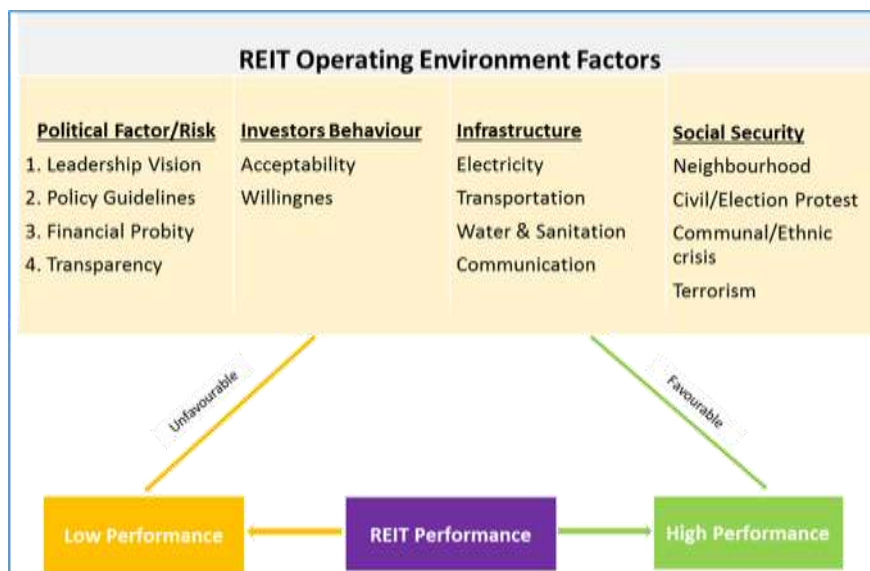 REIT Operating Environment Factors
Political Factor/Risk
1. Leadership Vision
2. Policy Guidelines
3. Financial Probity
4. Transparency
Investors Behaviour
Acceptability
Willingnes
Infrastructure
Electricity
Transportation
Water & Sanitation
Communication
Social Security
Neighbourhood
Civil/Election Protest
Communal/Ethnic
crisis
Terrorism
Unfavourable
Favourable
Low Performance
REIT Performance
High Performance